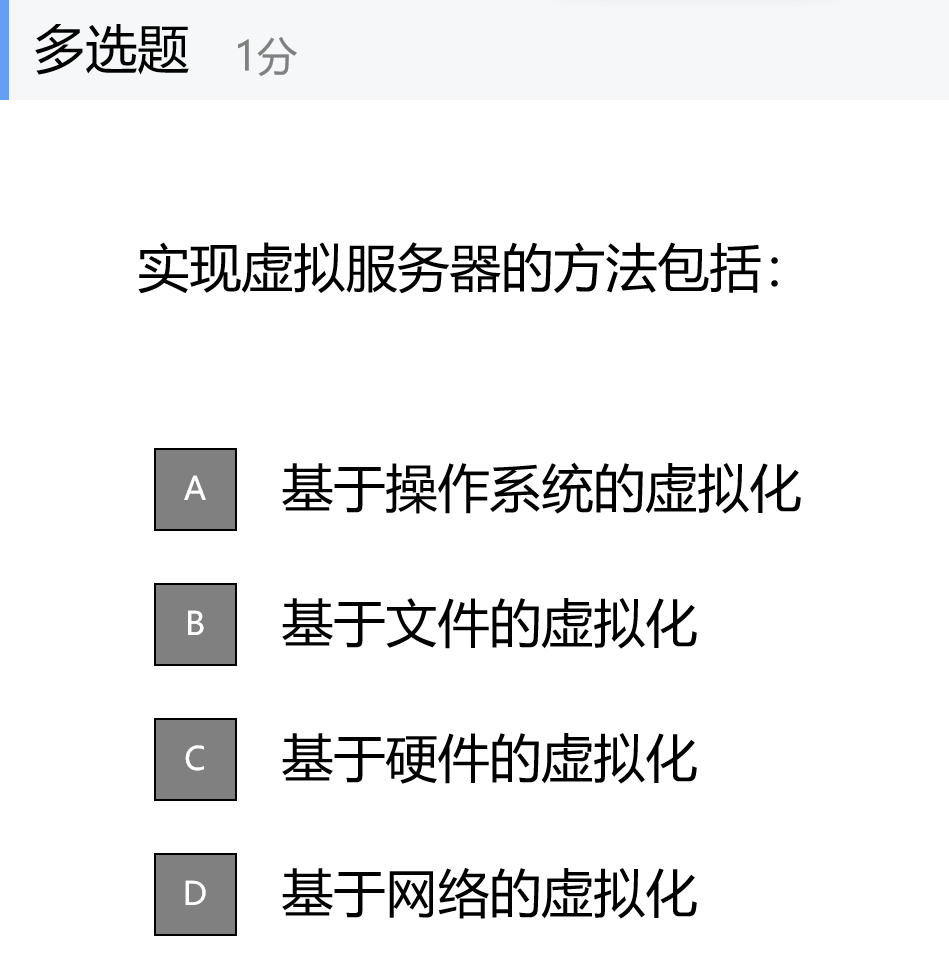 多选题 1分
实现虚拟服务器的方法包括：
A 基于操作系统的虚拟化
B 基于文件的虚拟化
C 基于硬件的虚拟化
D 基于网络的虚拟化